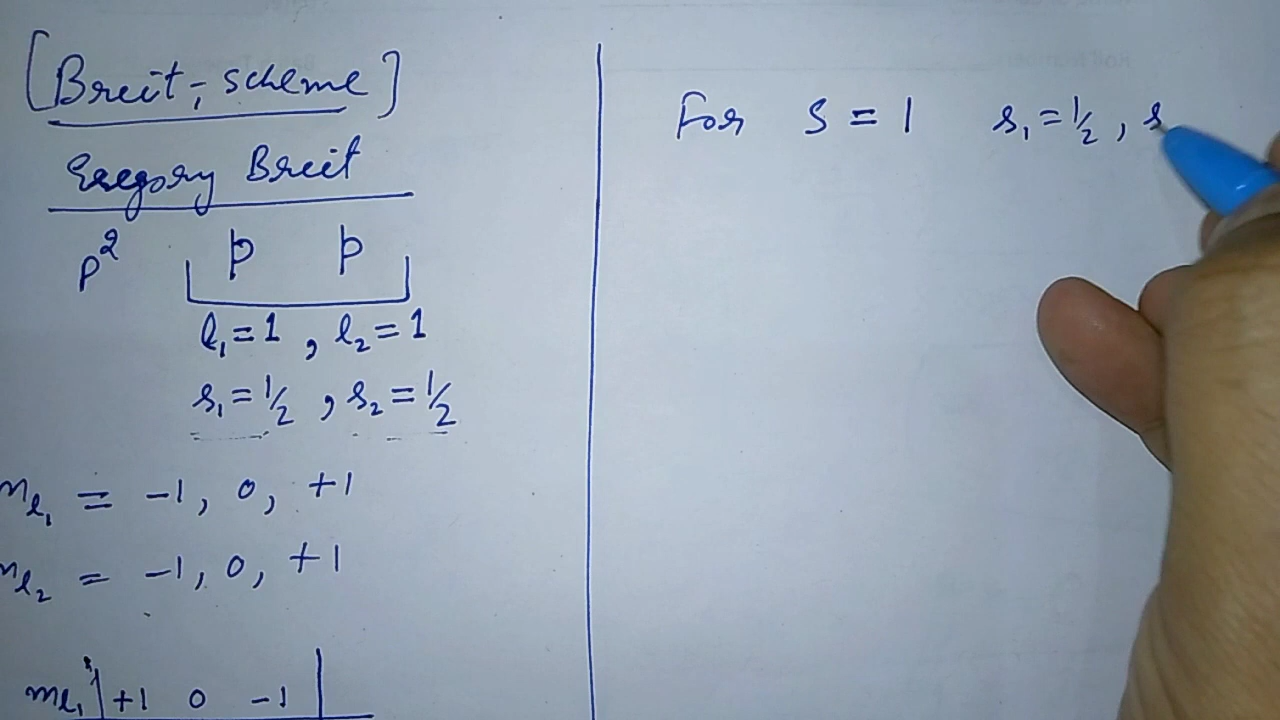 [Breit-scheme]
Gregory Breit
p² p p
l₁=1, l₂=1
s₁=1/2, s₂=1/2
mₗ₁ = -1, 0, +1
mₗ₂ = -1, 0, +1
mₗ₁ +1 0 -1
For S = 1 s₁=1/2, s